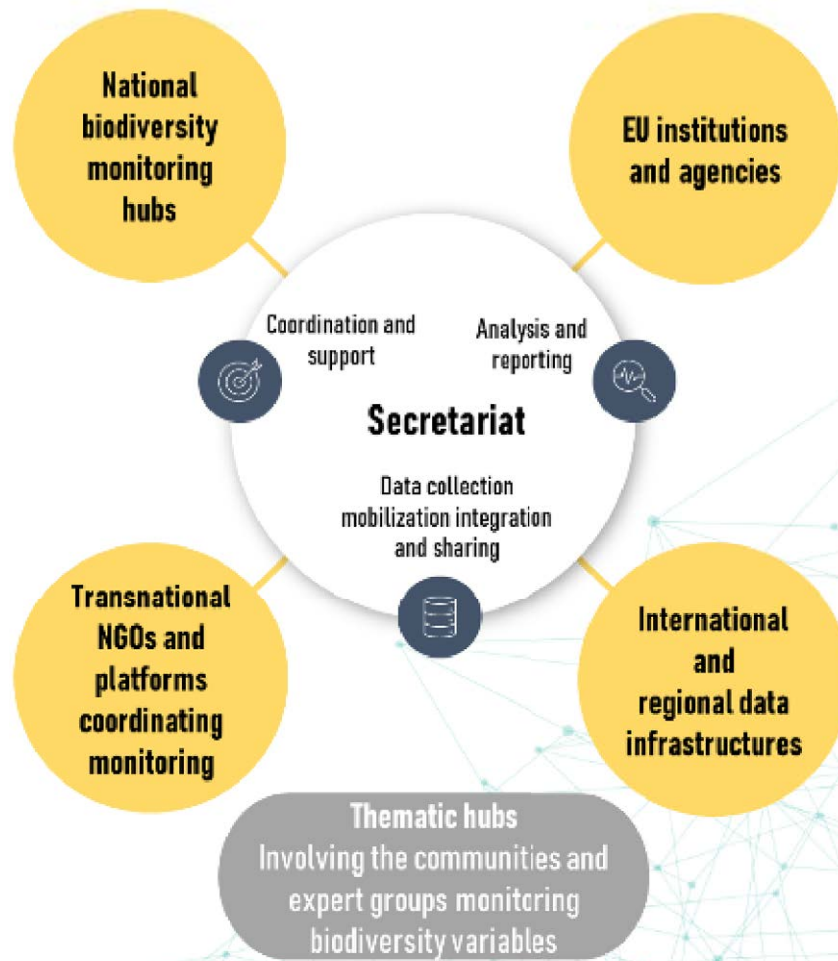 National
biodiversity
monitoring
hubs
EU institutions
and agencies
Coordination and
support
Analysis and
reporting
Secretariat
Data collection
mobilization integration
and sharing
Transnational
NGOs and
platforms
coordinating
monitoring
International
and
regional data
infrastructures
Thematic hubs
Involving the communities and
expert groups monitoring
biodiversity variables